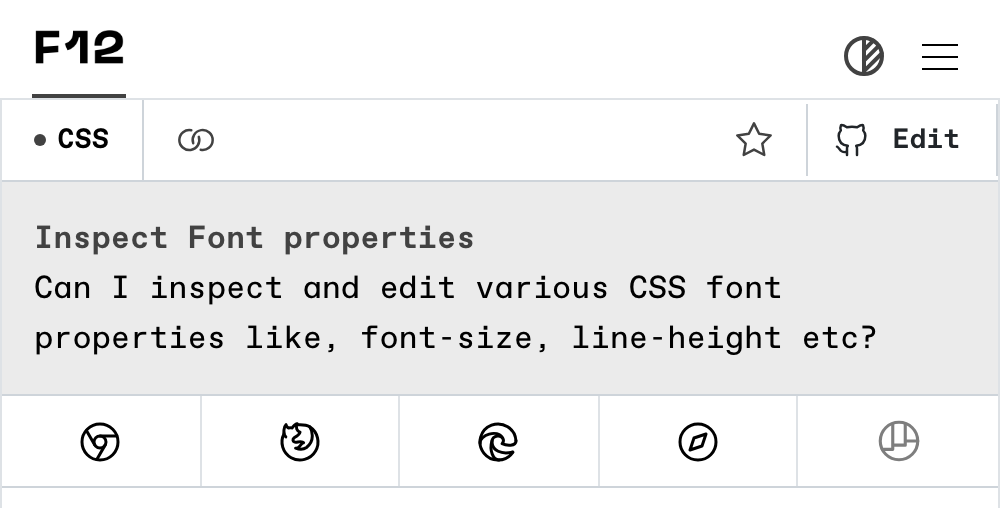 F12
CSS
Edit
Inspect Font properties
Can I inspect and edit various CSS font
properties like, font-size, line-height etc?